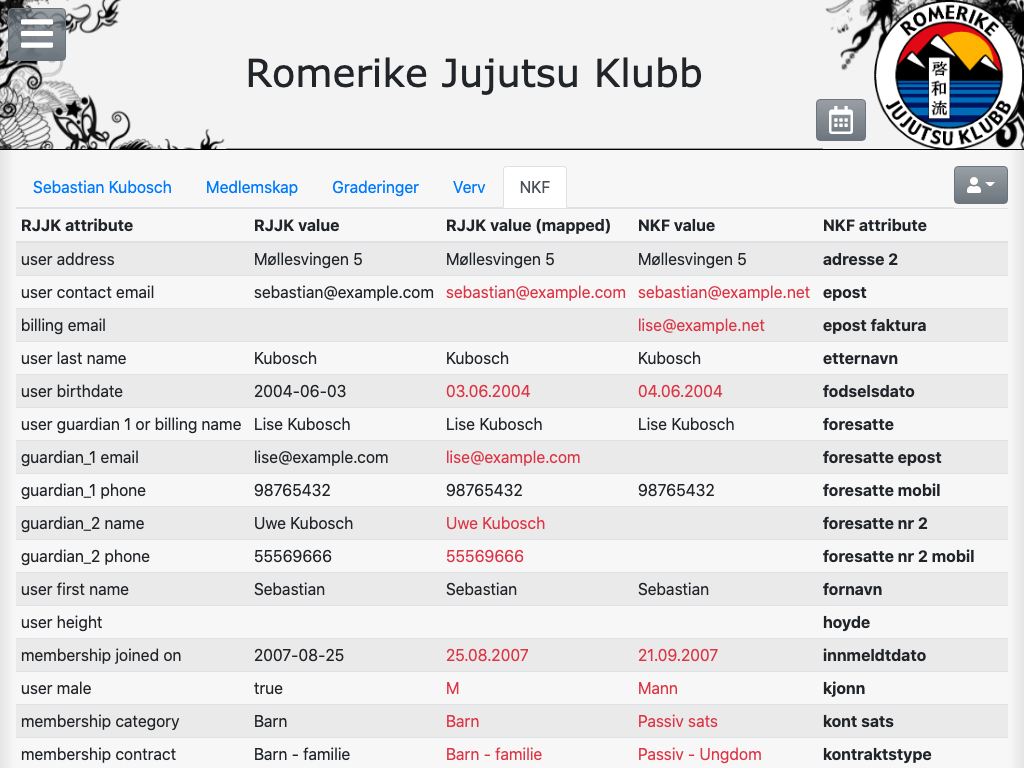 Romerike Jujutsu Klubb
ROMERIKE
啓和流
JUJUTSU KLUBB
Sebastian Kubosch Medlemskap Graderinger Verv NKF
RJJK attribute RJJK value RJJK value (mapped) NKF value NKF attribute
user address Møllesvingen 5 Møllesvingen 5 Møllesvingen 5 adresse 2
user contact email sebastian@example.com sebastian@example.com sebastian@example.net epost
billing email lise@example.net epost faktura
user last name Kubosch Kubosch Kubosch etternavn
user birthdate 2004-06-03 03.06.2004 04.06.2004 fodselsdato
user guardian 1 or billing name Lise Kubosch Lise Kubosch Lise Kubosch foresatte
guardian_1 email lise@example.com lise@example.com foresatte epost
guardian_1 phone 98765432 98765432 98765432 foresatte mobil
guardian_2 name Uwe Kubosch Uwe Kubosch foresatte nr 2
guardian_2 phone 55569666 55569666 foresatte nr 2 mobil
user first name Sebastian Sebastian Sebastian fornavn
user height hoyde
membership joined on 2007-08-25 25.08.2007 21.09.2007 innmeldtdato
user male true M Mann kjonn
membership category Barn Barn Passiv sats kont sats
membership contract Barn - familie Barn - familie Passiv - Ungdom kontraktstype